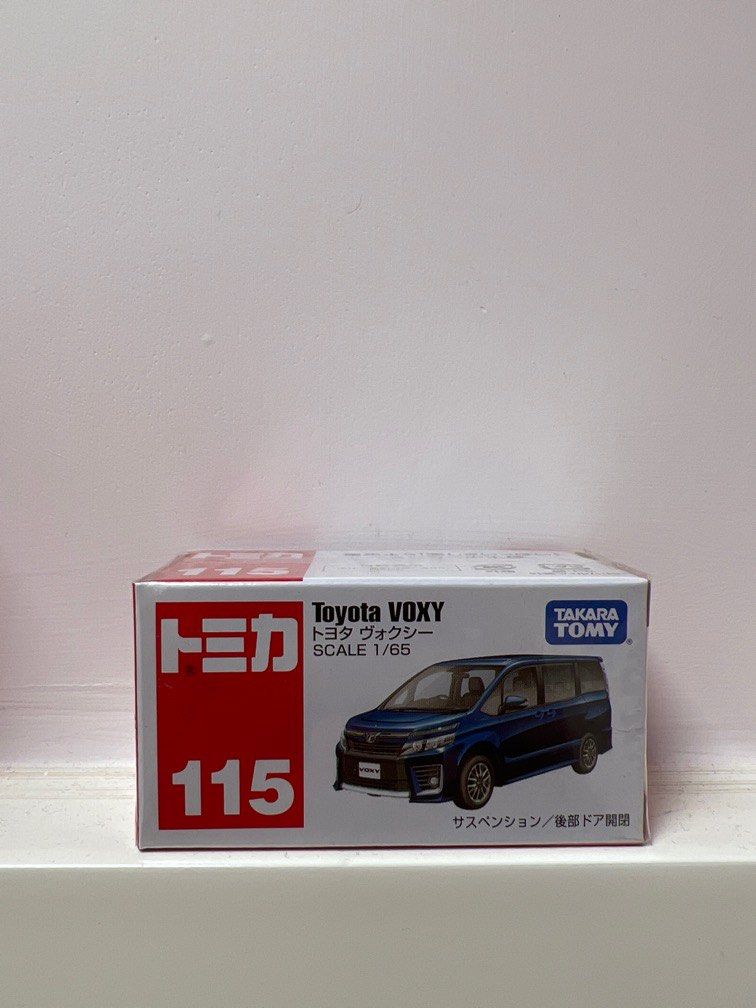 115
トミカ
115
Toyota VOXY
トヨタ ヴォクシー
SCALE 1/65
TAKARA
TOMY
VOXY
サスペンション/後部ドア開閉